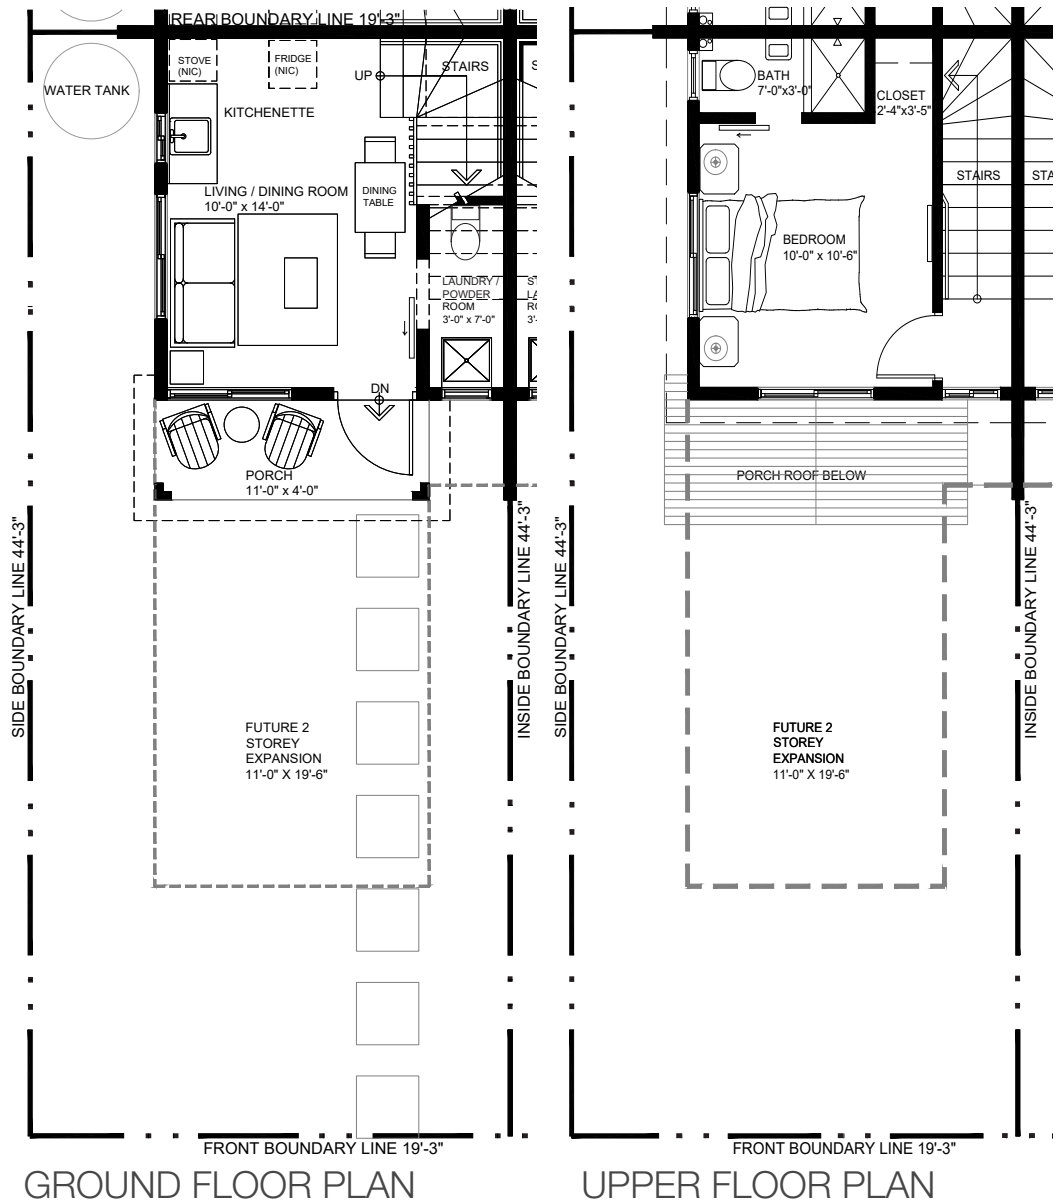 REAR BOUNDARY LINE 19'-3"
STOVE
(NIC)
FRIDGE
(NIC)
UP
STAIRS
S
WATER TANK
KITCHENETTE
LIVING / DINING ROOM
10'-0" x 14'-0"
DINING
TABLE
LAUNDRY /
POWDER
ROOM
3'-0" x 7'-0"
ST
LA
RO
3'-
DN
PORCH
11'-0" x 4'-0"
SIDE BOUNDARY LINE 44'-3"
INSIDE BOUNDARY LINE 44'-3"
FUTURE 2
STOREY
EXPANSION
11'-0" X 19'-6"
FRONT BOUNDARY LINE 19'-3"
GROUND FLOOR PLAN
BATH
7'-0"x3'-0"
CLOSET
2'-4"x3'-5"
STAIRS
STA
BEDROOM
10'-0" x 10'-6"
PORCH ROOF BELOW
SIDE BOUNDARY LINE 44'-3"
INSIDE BOUNDARY LINE 44'-3"
FUTURE 2
STOREY
EXPANSION
11'-0" X 19'-6"
FRONT BOUNDARY LINE 19'-3"
UPPER FLOOR PLAN